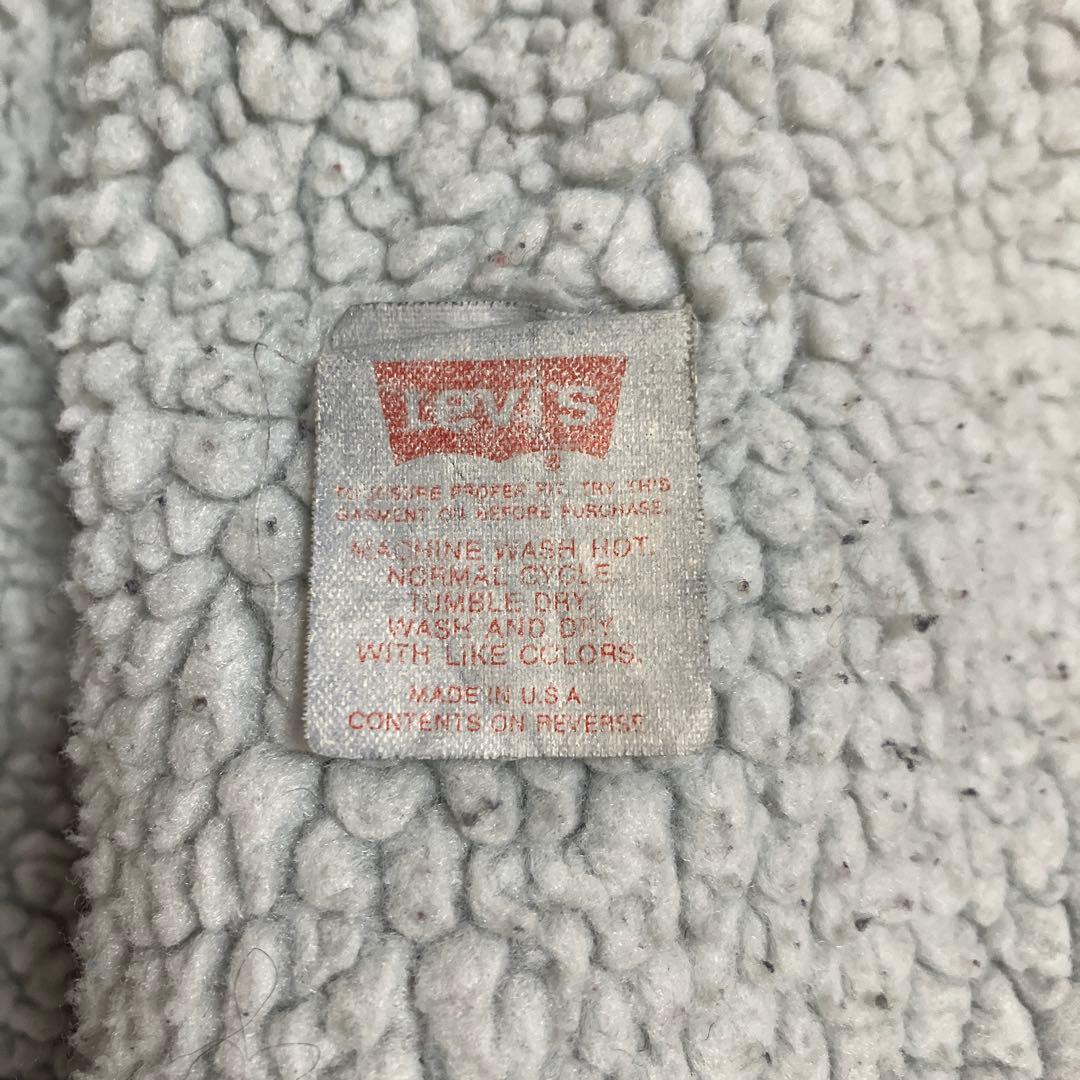 Levi's
TO ENSURE PROPER FIT, TRY THIS
GARMENT ON BEFORE PURCHASE.
MACHINE WASH HOT.
NORMAL CYCLE.
TUMBLE DRY.
WASH AND DRY
WITH LIKE COLORS.
MADE IN U.S.A.
CONTENTS ON REVERSE.